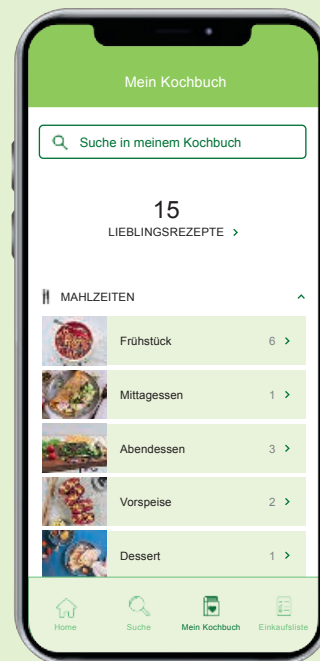 Mein Kochbuch
Suche in meinem Kochbuch
15
LIEBLINGSREZEPTE
MAHLZEITEN
Frühstück 6
Mittagessen 1
Abendessen 3
Vorspeise 2
Dessert 1
Home Suche Mein Kochbuch Einkaufsliste